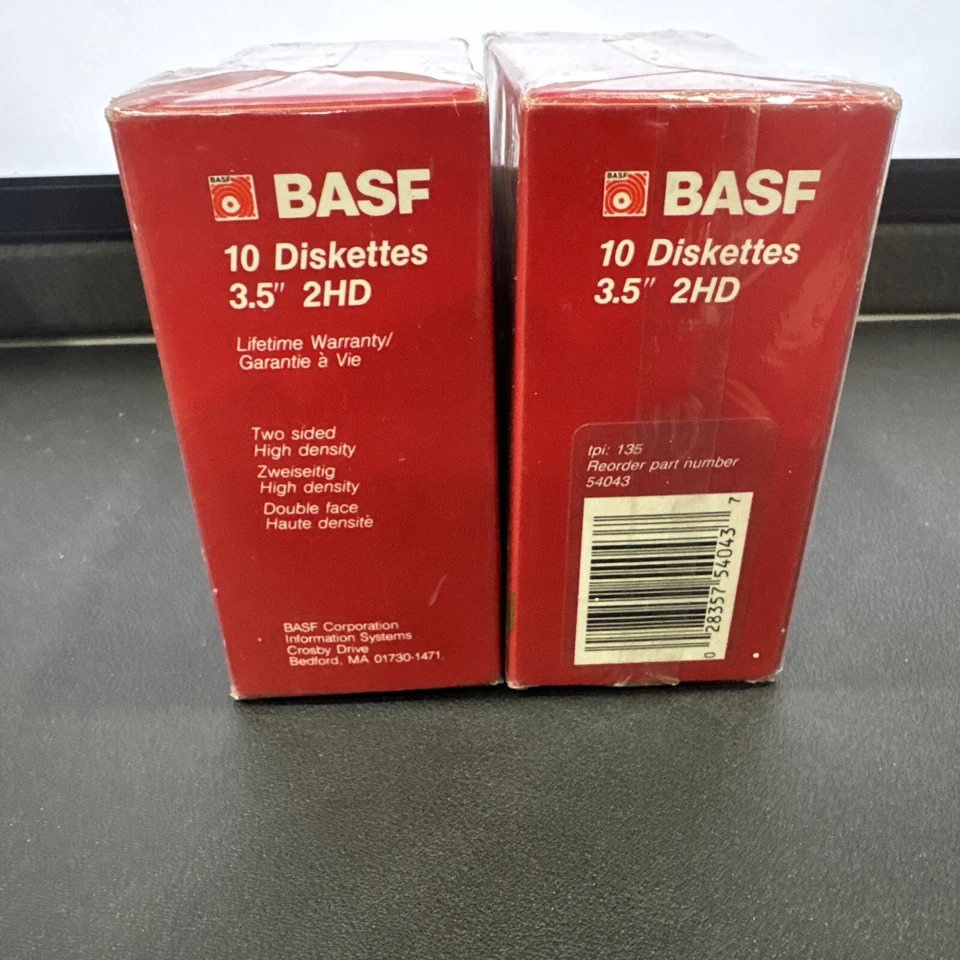 BASF BASF
10 Diskettes
3.5" 2HD
Lifetime Warranty/
Garantie à Vie
Two sided
High density
Zweiseitig
High density
Double face
Haute densité
BASF Corporation
Information Systems
Crosby Drive
Bedford, MA 01730-1471.
BASF BASF
10 Diskettes
3.5" 2HD
tpi: 135
Reorder part number
54043
0 28357 54043 7